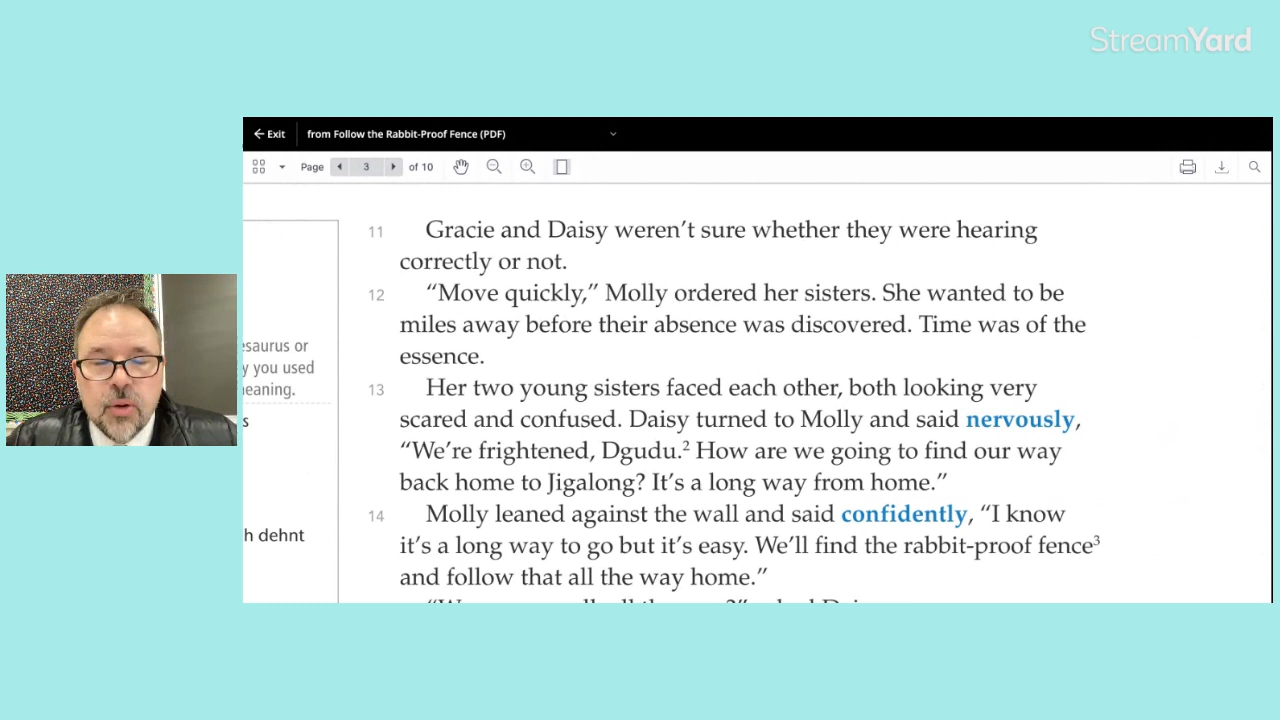 StreamYard
Exit from Follow the Rabbit-Proof Fence (PDF)
Page 3 of 10
esaurus or
y you used
eaning.
s
h dehnt
11 Gracie and Daisy weren’t sure whether they were hearing
correctly or not.
12 “Move quickly,” Molly ordered her sisters. She wanted to be
miles away before their absence was discovered. Time was of the
essence.
13 Her two young sisters faced each other, both looking very
scared and confused. Daisy turned to Molly and said nervously,
“We’re frightened, Dgudu.² How are we going to find our way
back home to Jigalong? It’s a long way from home.”
14 Molly leaned against the wall and said confidently, “I know
it’s a long way to go but it’s easy. We’ll find the rabbit-proof fence³
and follow that all the way home.”